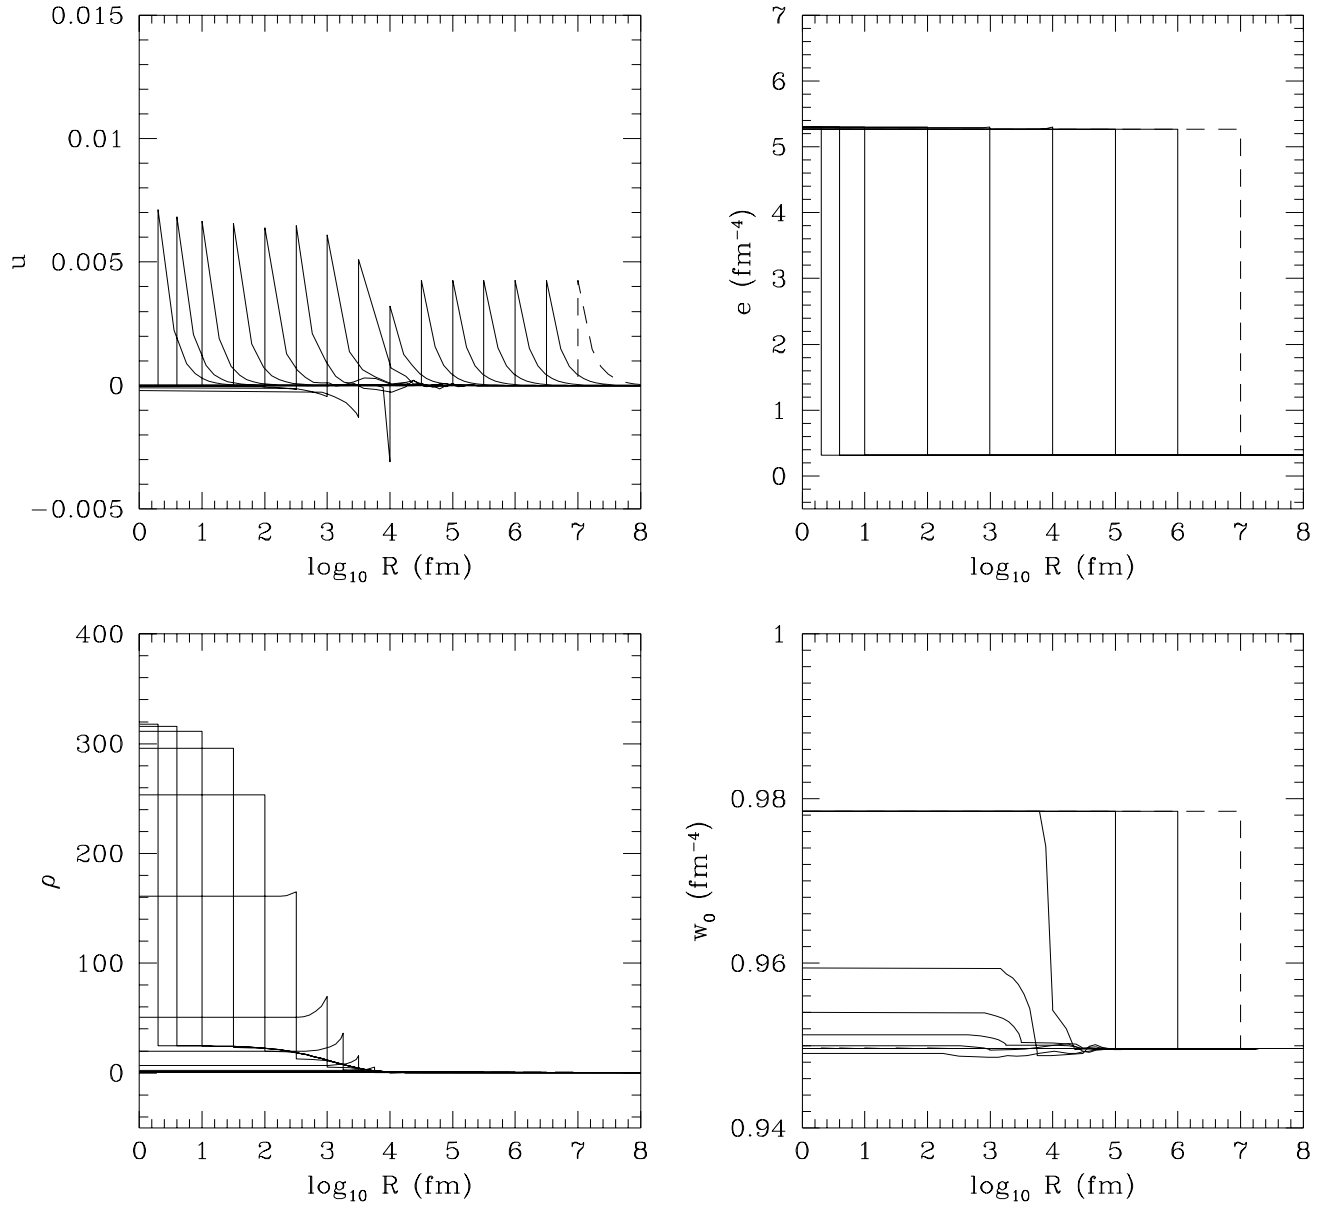 0.015
0.01
0.005
0
−0.005
u
0 1 2 3 4 5 6 7 8
log₁₀ R (fm)
7
6
5
4
3
2
1
0
e (fm⁻⁴)
0 1 2 3 4 5 6 7 8
log₁₀ R (fm)
400
300
200
100
0
ρ
0 1 2 3 4 5 6 7 8
log₁₀ R (fm)
1
0.98
0.96
0.94
w₀ (fm⁻⁴)
0 1 2 3 4 5 6 7 8
log₁₀ R (fm)